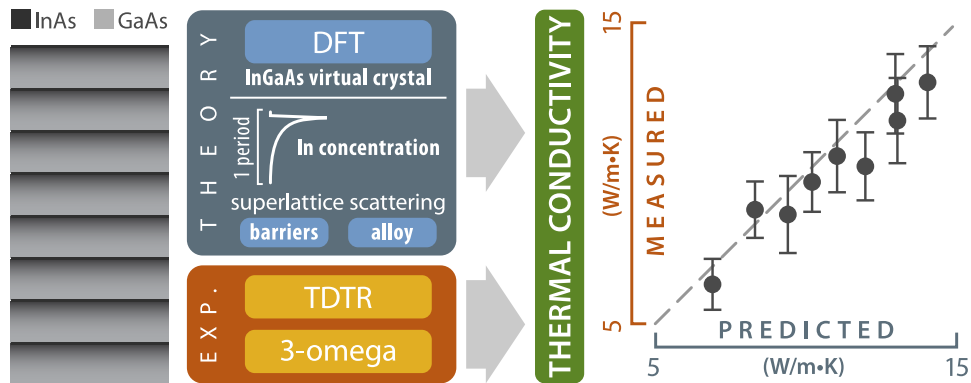 InAs GaAs
THEORY
DFT
InGaAs virtual crystal
1 period
In concentration
superlattice scattering
barriers alloy
EXP.
TDTR
3-omega
THERMAL CONDUCTIVITY
15
MEASURED
(W/m•K)
5
PREDICTED
5 (W/m•K) 15